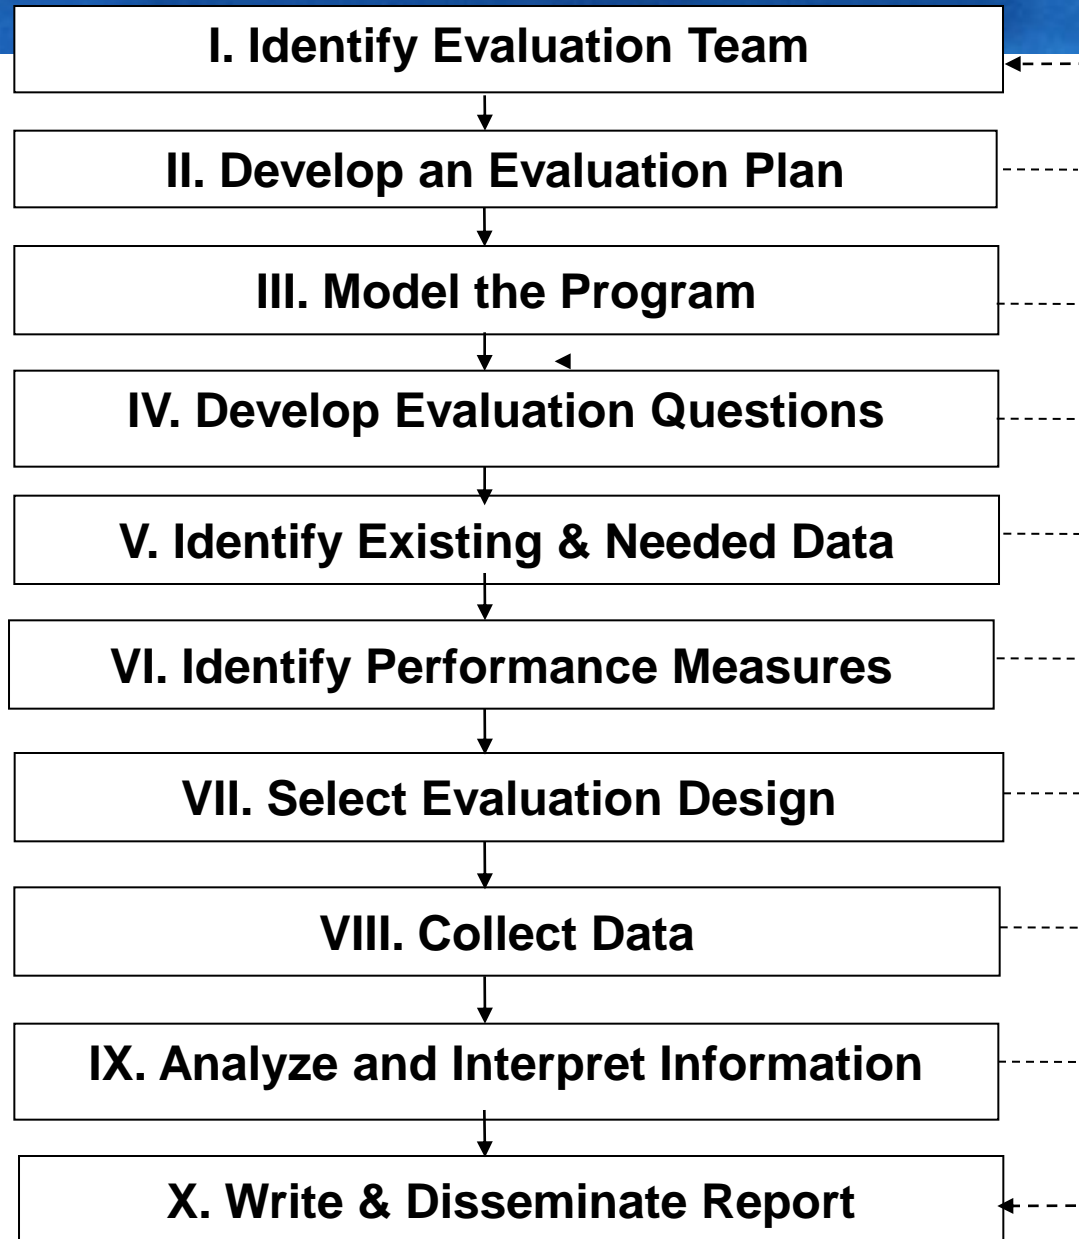 I. Identify Evaluation Team
II. Develop an Evaluation Plan
III. Model the Program
IV. Develop Evaluation Questions
V. Identify Existing & Needed Data
VI. Identify Performance Measures
VII. Select Evaluation Design
VIII. Collect Data
IX. Analyze and Interpret Information
X. Write & Disseminate Report